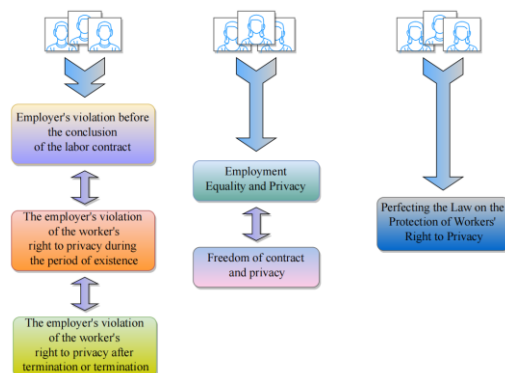 Employer's violation before
the conclusion
of the labor contract
The employer's violation
of the worker's
right to privacy during
the period of existence
The employer's violation
of the worker's
right to privacy after
termination or termination
Employment
Equality and Privacy
Freedom of contract
and privacy
Perfecting the Law on the
Protection of Workers'
Right to Privacy